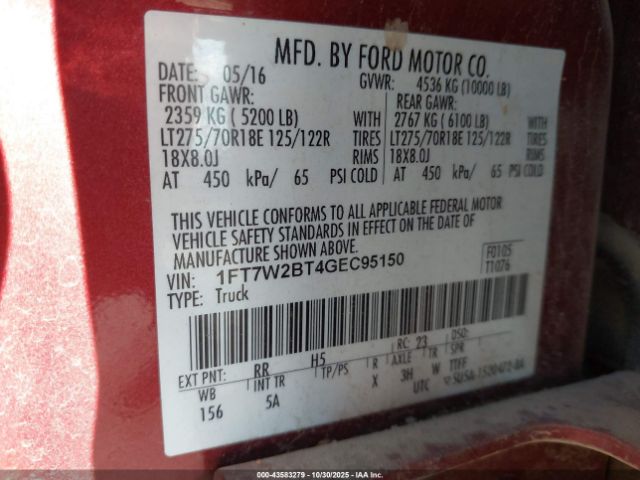 MFD. BY FORD MOTOR CO.
DATE: 05/16 GVWR: 4536 KG (10000 LB)
FRONT GAWR: REAR GAWR:
2359 KG ( 5200 LB) WITH 2767 KG ( 6100 LB) WITH
LT275/70R18E 125/122R TIRES LT275/70R18E 125/122R TIRES
18X8.0J RIMS 18X8.0J RIMS
AT 450 kPa/ 65 PSI COLD AT 450 kPa/ 65 PSI COLD
THIS VEHICLE CONFORMS TO ALL APPLICABLE FEDERAL MOTOR
VEHICLE SAFETY STANDARDS IN EFFECT ON THE DATE OF
MANUFACTURE SHOWN ABOVE.
VIN: 1FT7W2BT4GEC95150 F0105
TYPE: Truck T1076
EXT PNT: RR H5 RC: 23 DSO:
WB INT TR TP/PS R AXLE TR SPR
156 5A X 3H W TTFF
UTC
© IAA - 10-43583279 - 10/30/2025 - IAAI.COM